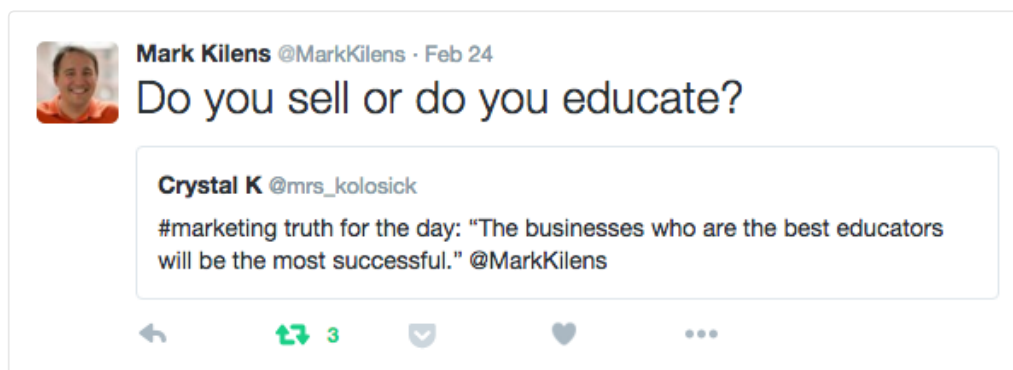 Mark Kilens @MarkKilens · Feb 24
Do you sell or do you educate?
Crystal K @mrs_kolosick
#marketing truth for the day: “The businesses who are the best educators
will be the most successful.” @MarkKilens
3